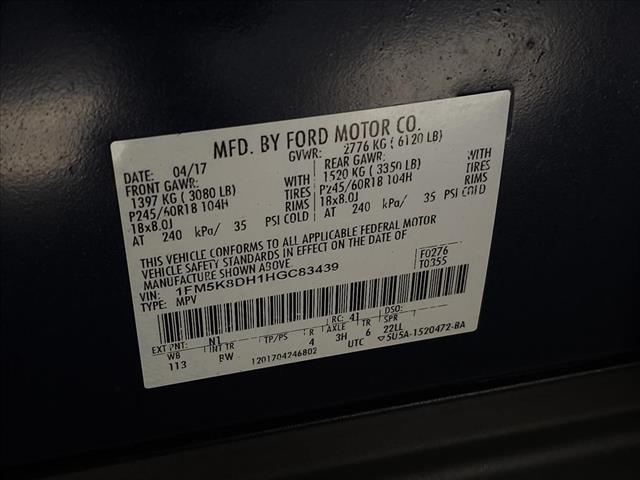 MFD. BY FORD MOTOR CO.
DATE: 04/17 GVWR: 2776 KG ( 6120 LB)
FRONT GAWR: REAR GAWR:
1397 KG ( 3080 LB) WITH 1520 KG ( 3350 LB) WITH
P245/60R18 104H TIRES P245/60R18 104H TIRES
18x8.0J RIMS 18x8.0J RIMS
AT 240 kPa/ 35 PSI COLD AT 240 kPa/ 35 PSI COLD
THIS VEHICLE CONFORMS TO ALL APPLICABLE FEDERAL MOTOR
VEHICLE SAFETY STANDARDS IN EFFECT ON THE DATE OF
MANUFACTURE SHOWN ABOVE.
VIN: 1FM5K8DH1HGC83439 F0276
TYPE: MPV T0355
EXT PNT: N1 RC: 41 DSO:
WB INT TR TP/PS R AXLE TR SPR
113 RW 4 3H 6 22LL
1201704246802 UTC 5U5A-1520472-BA